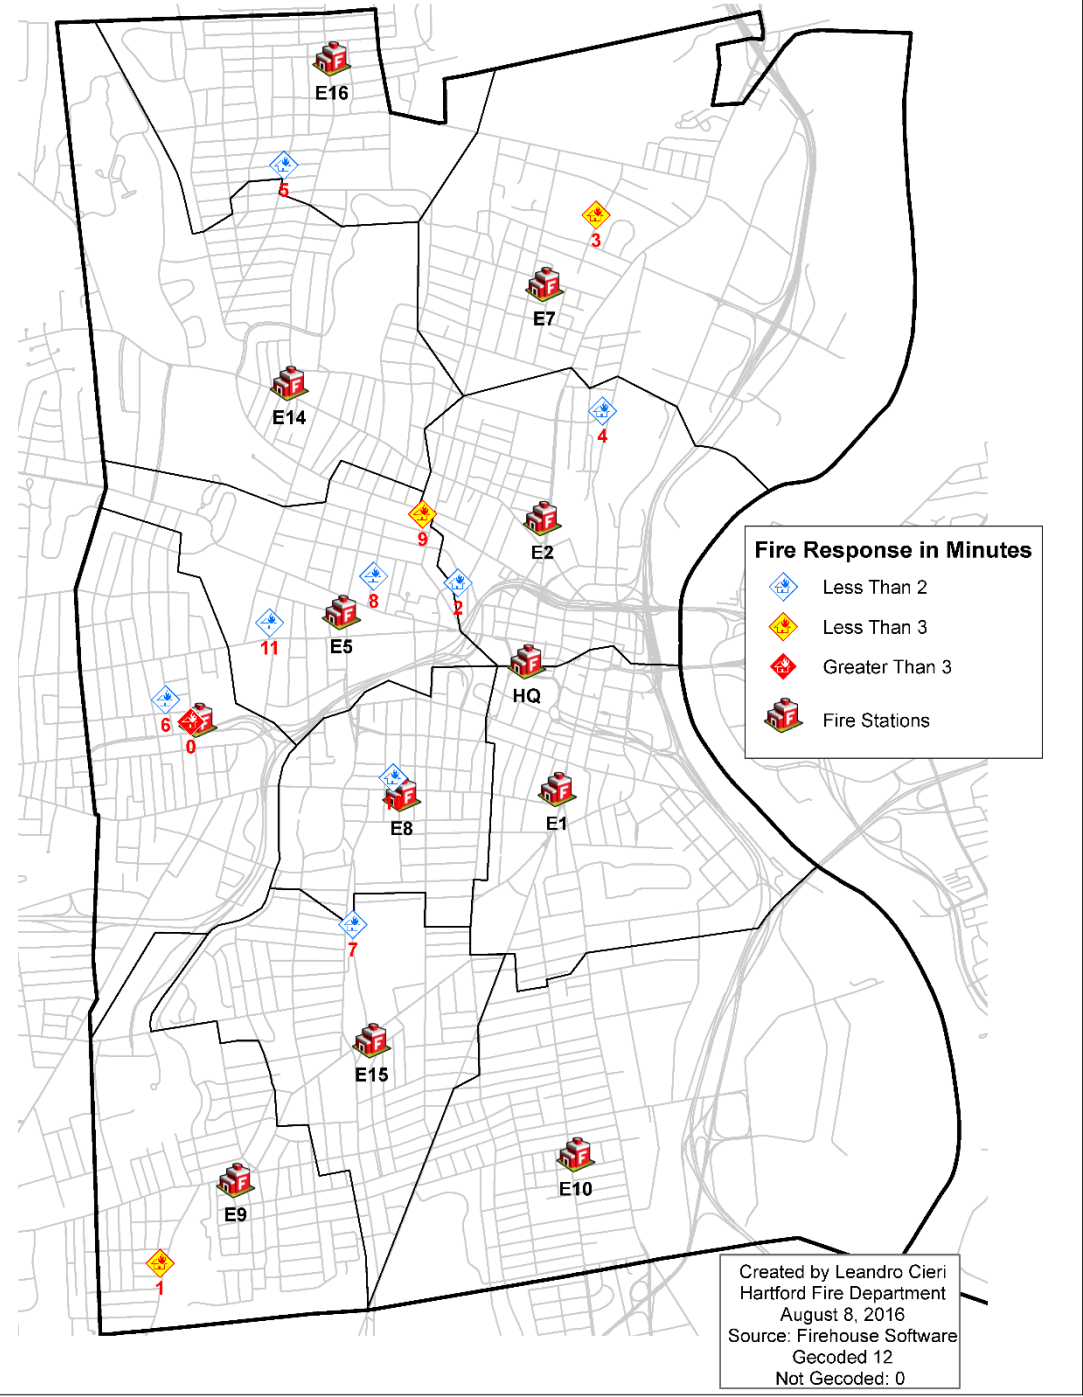 E16
5
3
E7
E14
4
9
E2
8
2
11
E5
Fire Response in Minutes
Less Than 2
Less Than 3
Greater Than 3
Fire Stations
HQ
6
0
E8
E1
7
E15
E10
E9
1
Created by Leandro Cieri
Hartford Fire Department
August 8, 2016
Source: Firehouse Software
Gecoded 12
Not Gecoded: 0